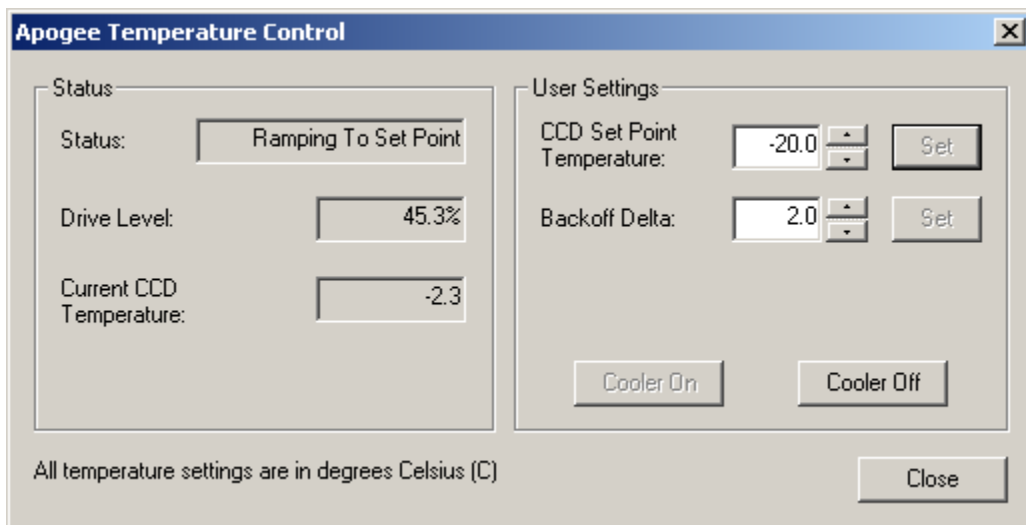 Apogee Temperature Control
Status
Status:
Ramping To Set Point
Drive Level:
45.3%
Current CCD
Temperature:
-2.3
User Settings
CCD Set Point
Temperature:
-20.0
Set
Backoff Delta:
2.0
Set
Cooler On
Cooler Off
All temperature settings are in degrees Celsius (C)
Close